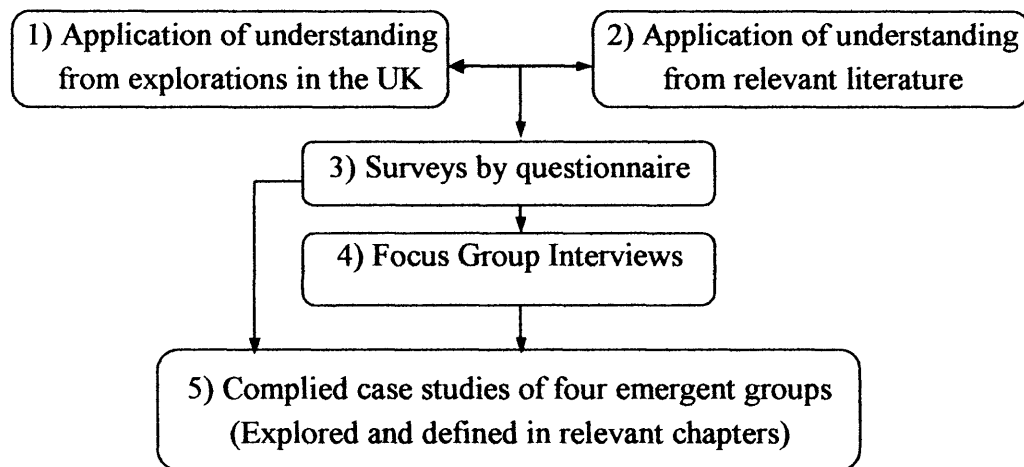 1) Application of understanding
from explorations in the UK
2) Application of understanding
from relevant literature
3) Surveys by questionnaire
4) Focus Group Interviews
5) Complied case studies of four emergent groups
(Explored and defined in relevant chapters)